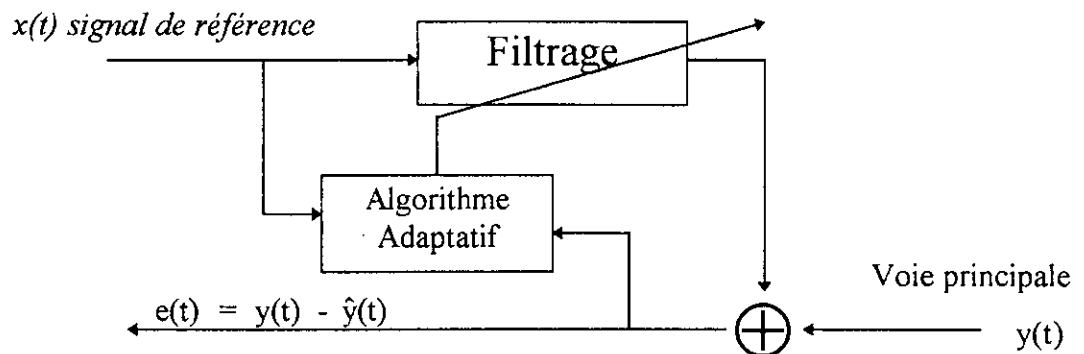 x(t) signal de référence
Filtrage
Algorithme
Adaptatif
Voie principale
e(t) = y(t) - ŷ(t)
y(t)